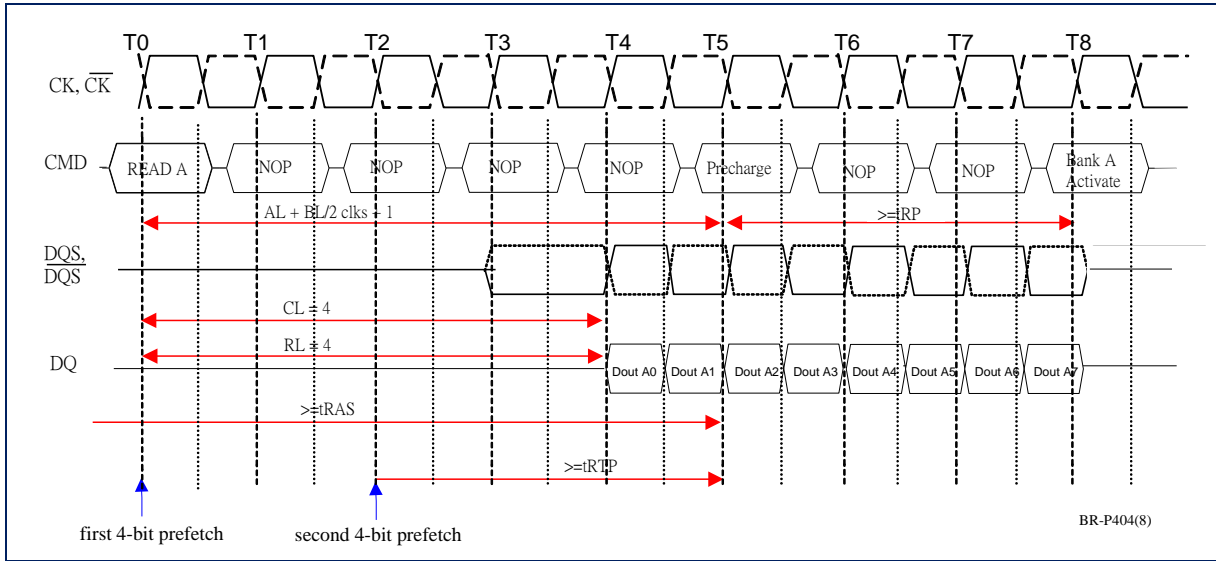 T0 T1 T2 T3 T4 T5 T6 T7 T8
CK, CK
CMD READ A NOP NOP NOP NOP Precharge NOP NOP Bank A Activate
AL + BL/2 clks + 1 >=tRP
DQS,
DQS
CL = 4
RL = 4
DQ Dout A0 Dout A1 Dout A2 Dout A3 Dout A4 Dout A5 Dout A6 Dout A7
>=tRAS
>=tRTP
first 4-bit prefetch second 4-bit prefetch
BR-P404(8)